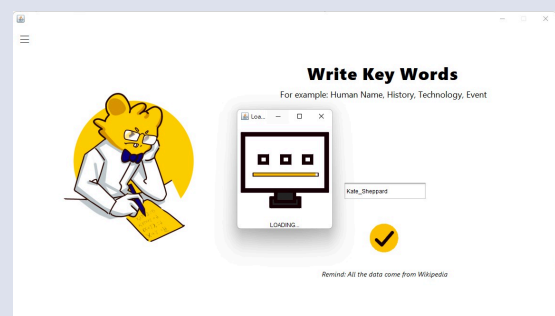 Write Key Words
For example: Human Name, History, Technology, Event
Loa...
Kate_Sheppard
LOADING...
Remind: All the data come from Wikipedia